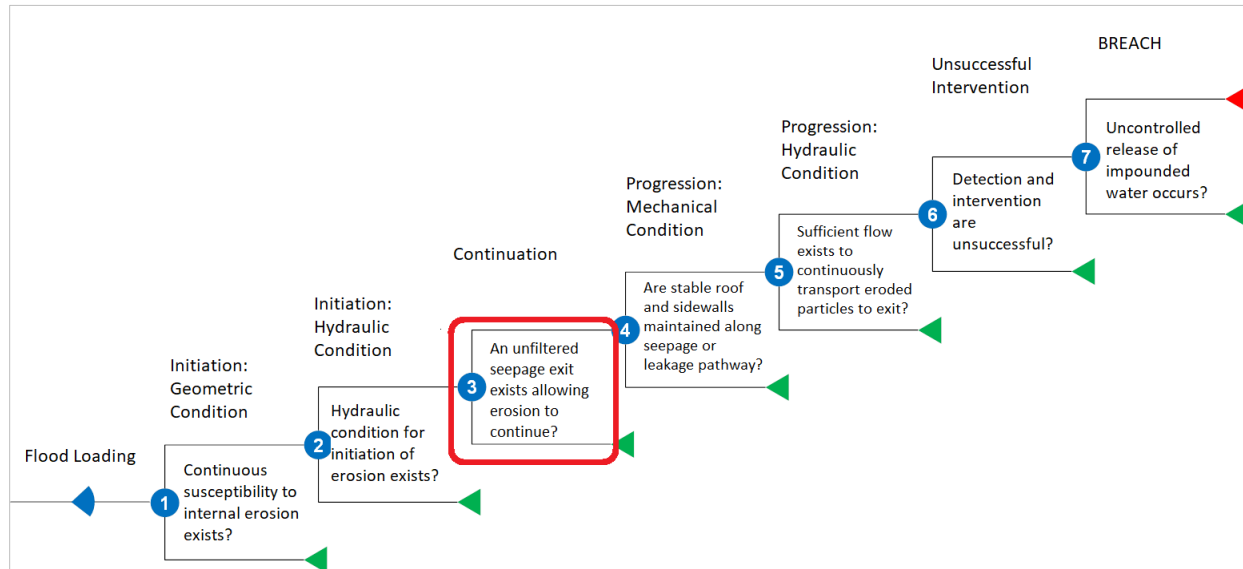 BREACH
Unsuccessful
Intervention
Progression:
Hydraulic
Condition
7
Uncontrolled
release of
impounded
water occurs?
Progression:
Mechanical
Condition
6
Detection and
intervention
are
unsuccessful?
Continuation
5
Sufficient flow
exists to
continuously
transport eroded
particles to exit?
Initiation:
Hydraulic
Condition
4
Are stable roof
and sidewalls
maintained along
seepage or
leakage pathway?
Initiation:
Geometric
Condition
3
An unfiltered
seepage exit
exists allowing
erosion to
continue?
Flood Loading
2
Hydraulic
condition for
initiation of
erosion exists?
1
Continuous
susceptibility to
internal erosion
exists?